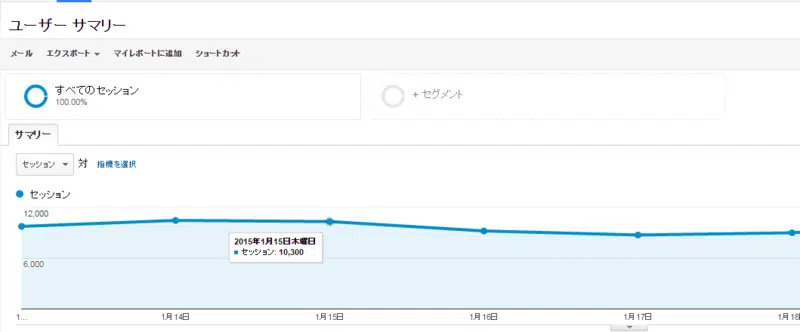 ユーザー サマリー
メール エクスポート マイレポートに追加 ショートカット
すべてのセッション
100.00%
+ セグメント
サマリー
セッション 対 指標を選択
セッション
12,000
2015年1月15日木曜日
セッション: 10,300
6,000
1... 1月14日 1月15日 1月16日 1月17日 1月18